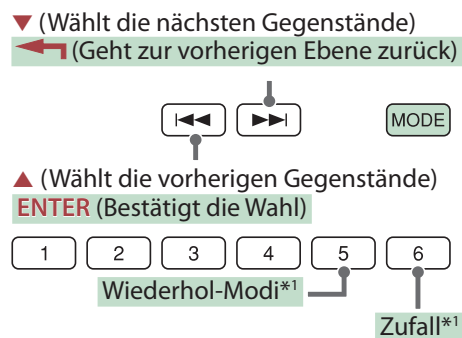 ▼ (Wählt die nächsten Gegenstände)
(Geht zur vorherigen Ebene zurück)
MODE
▲ (Wählt die vorherigen Gegenstände)
ENTER (Bestätigt die Wahl)
1 2 3 4 5 6
Wiederhol-Modi*1
Zufall*1